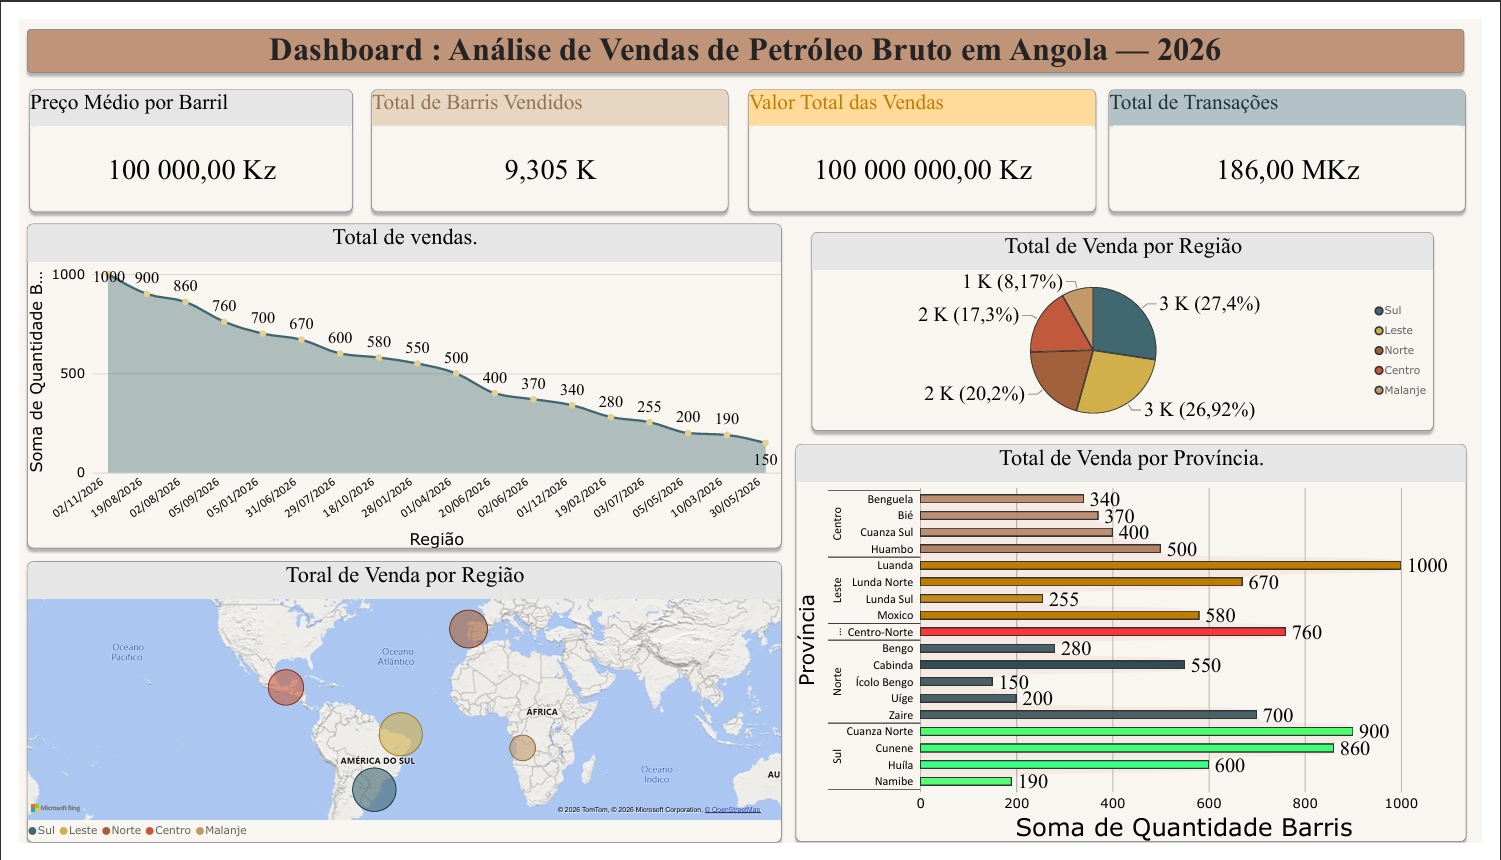 Dashboard : Análise de Vendas de Petróleo Bruto em Angola — 2026
Preço Médio por Barril
100 000,00 Kz
Total de Barris Vendidos
9,305 K
Valor Total das Vendas
100 000 000,00 Kz
Total de Transações
186,00 MKz
Total de vendas.
Soma de Quantidade B...
1000
500
0
1000
900
860
760
700
670
600
580
550
500
400
370
340
280
255
200
190
150
02/11/2026
19/08/2026
02/08/2026
05/09/2026
05/01/2026
31/06/2026
29/07/2026
18/10/2026
28/01/2026
01/04/2026
20/06/2026
02/06/2026
01/12/2026
19/02/2026
03/07/2026
05/05/2026
10/03/2026
30/05/2026
Região
Total de Venda por Região
1 K (8,17%)
2 K (17,3%)
2 K (20,2%)
3 K (27,4%)
3 K (26,92%)
Sul
Leste
Norte
Centro
Malanje
Toral de Venda por Região
Oceano Pacífico
Oceano Atlântico
ÁFRICA
AMÉRICA DO SUL
Oceano Índico
AU
Microsoft Bing
© 2026 TomTom, © 2026 Microsoft Corporation, © OpenStreetMap
Sul Leste Norte Centro Malanje
Total de Venda por Província.
Província
Centro
Benguela 340
Bié 370
Cuanza Sul 400
Huambo 500
Leste
Luanda 1000
Lunda Norte 670
Lunda Sul 255
Moxico 580
... Centro-Norte 760
Norte
Bengo 280
Cabinda 550
Ícolo Bengo 150
Uíge 200
Zaire 700
Sul
Cuanza Norte 900
Cunene 860
Huíla 600
Namibe 190
0 200 400 600 800 1000
Soma de Quantidade Barris